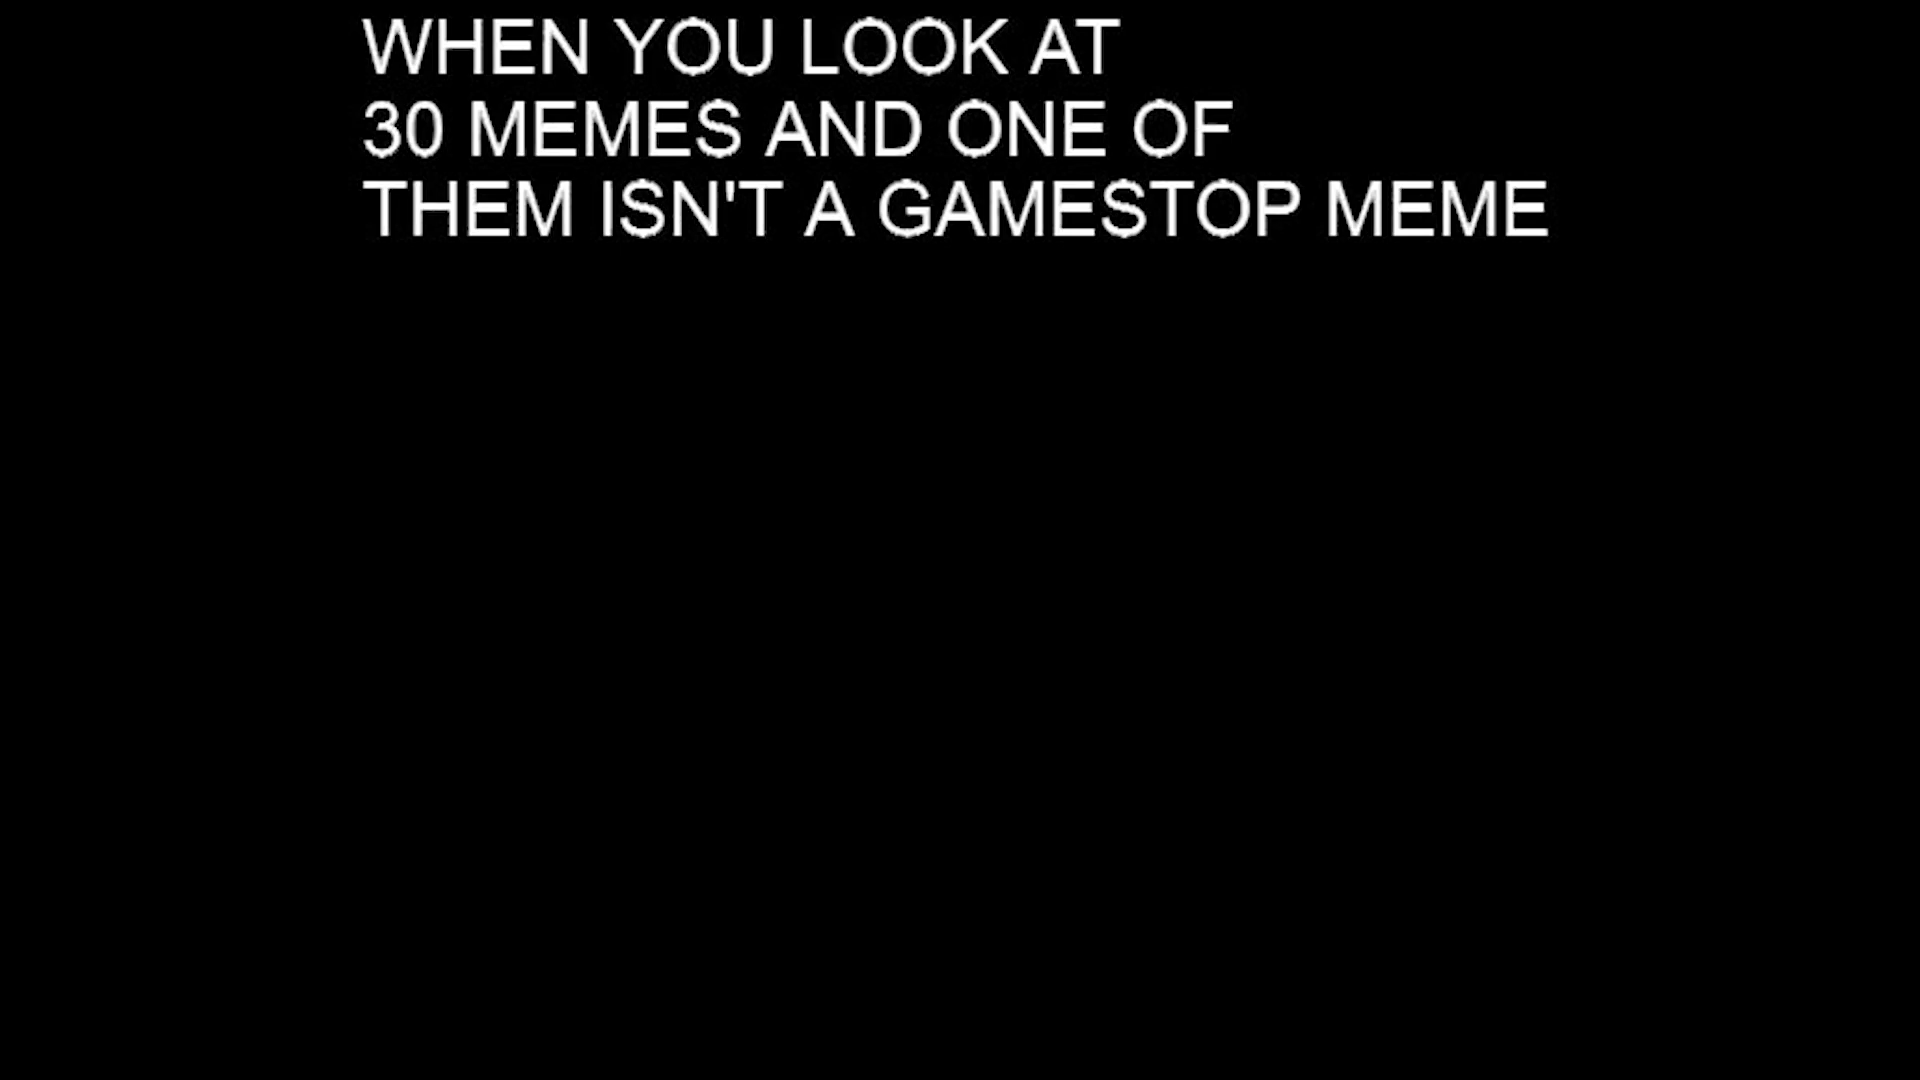 WHEN YOU LOOK AT
30 MEMES AND ONE OF
THEM ISN'T A GAMESTOP MEME